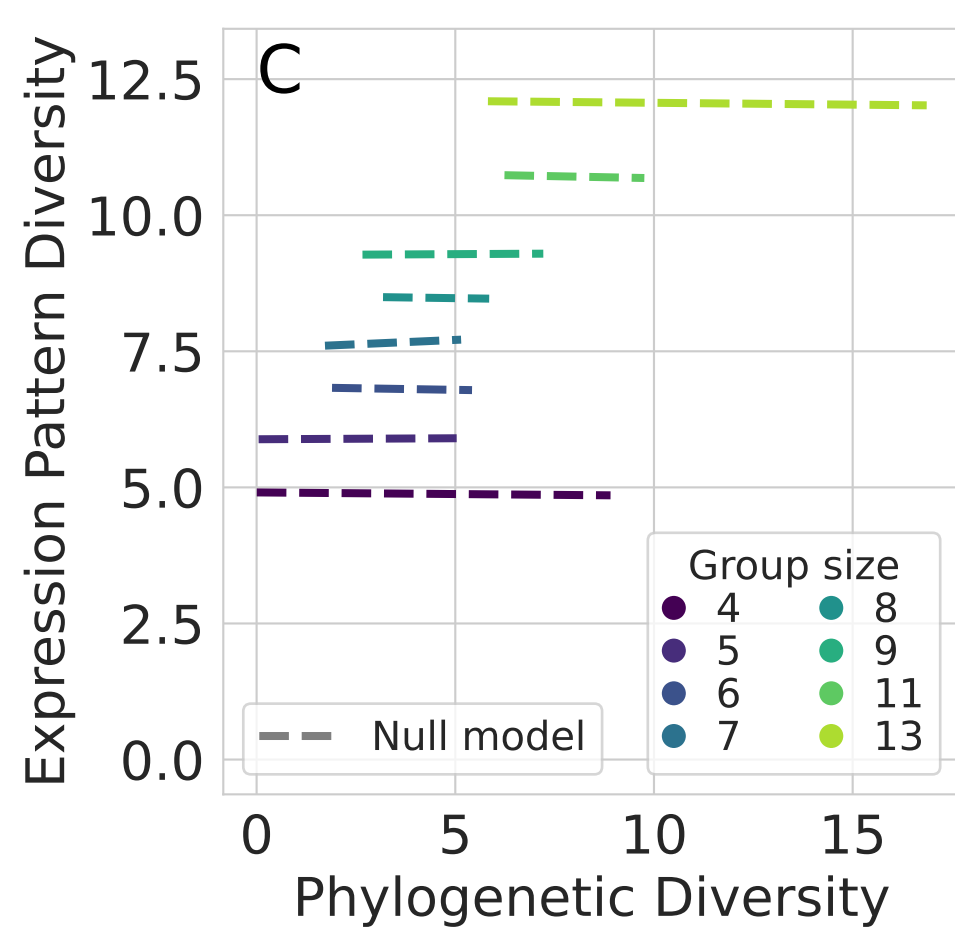 C
Expression Pattern Diversity
12.5
10.0
7.5
5.0
2.5
0.0
Group size
4 8
5 9
6 11
7 13
Null model
0 5 10 15
Phylogenetic Diversity